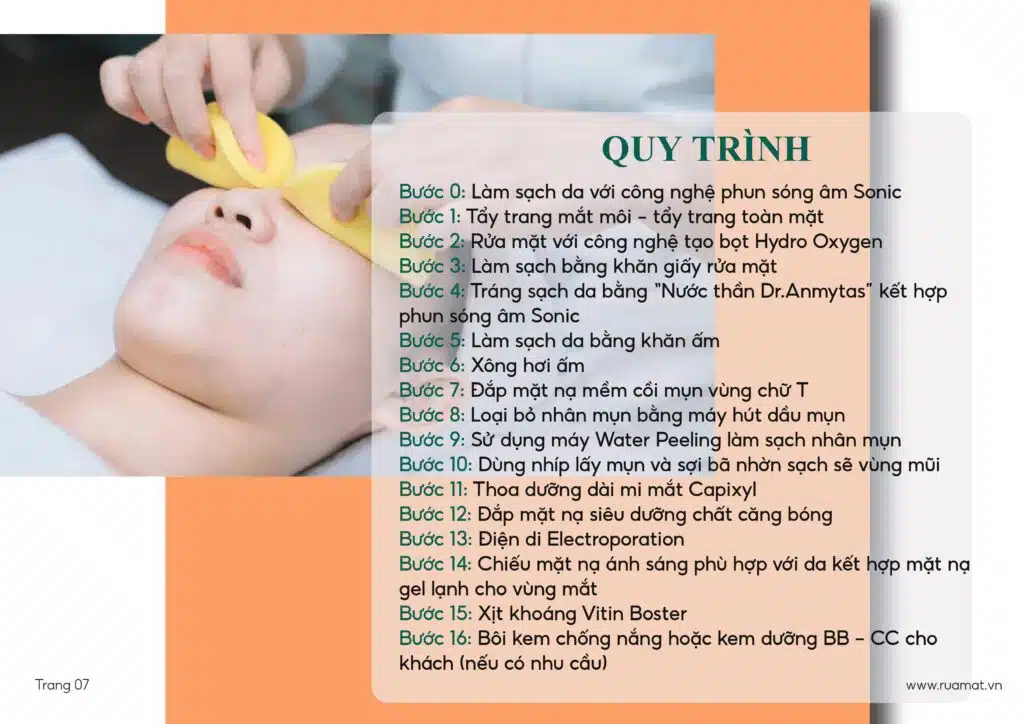 QUY TRÌNH
Bước 0: Làm sạch da với công nghệ phun sóng âm Sonic
Bước 1: Tẩy trang mắt môi – tẩy trang toàn mặt
Bước 2: Rửa mặt với công nghệ tạo bọt Hydro Oxygen
Bước 3: Làm sạch bằng khăn giấy rửa mặt
Bước 4: Tráng sạch da bằng "Nước thần Dr.Anmytas" kết hợp
phun sóng âm Sonic
Bước 5: Làm sạch da bằng khăn ấm
Bước 6: Xông hơi ấm
Bước 7: Đắp mặt nạ mềm cồi mụn vùng chữ T
Bước 8: Loại bỏ nhân mụn bằng máy hút dầu mụn
Bước 9: Sử dụng máy Water Peeling làm sạch nhân mụn
Bước 10: Dùng nhíp lấy mụn và sợi bã nhờn sạch sẽ vùng mũi
Bước 11: Thoa dưỡng dài mi mắt Capixyl
Bước 12: Đắp mặt nạ siêu dưỡng chất căng bóng
Bước 13: Điện di Electroporation
Bước 14: Chiếu mặt nạ ánh sáng phù hợp với da kết hợp mặt nạ
gel lạnh cho vùng mắt
Bước 15: Xịt khoáng Vitin Boster
Bước 16: Bôi kem chống nắng hoặc kem dưỡng BB – CC cho
khách (nếu có nhu cầu)
Trang 07
www.ruamat.vn